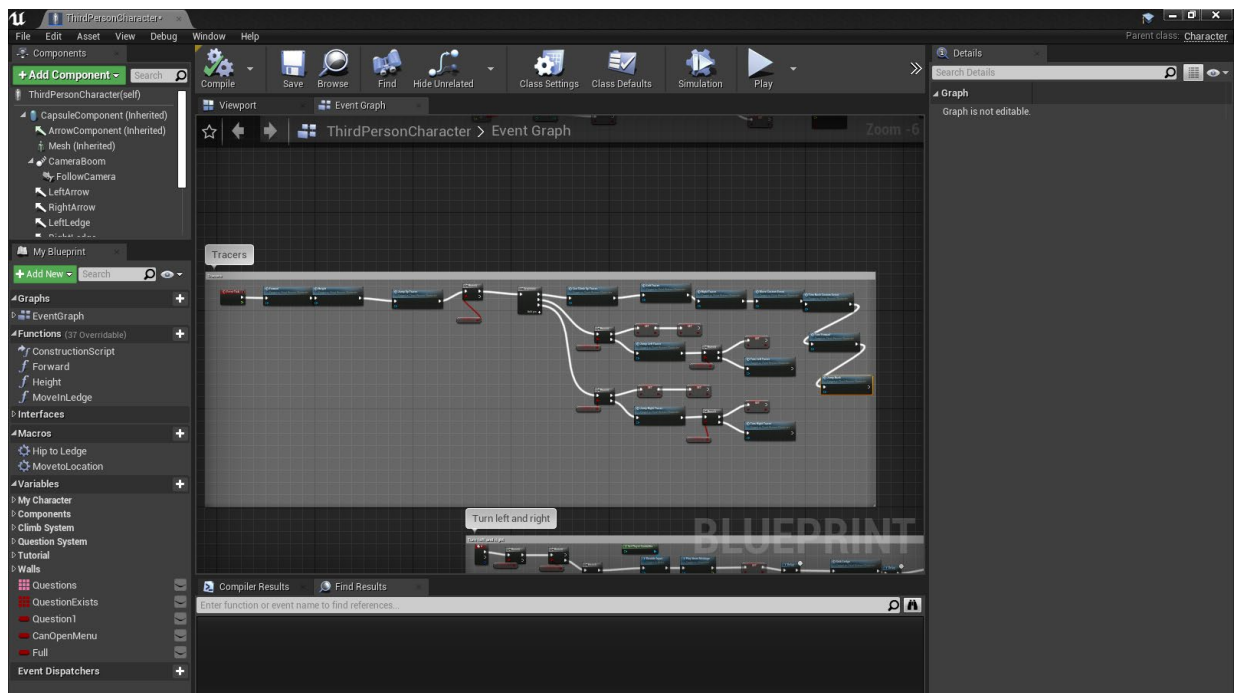 ThirdPersonCharacter*
File Edit Asset View Debug Window Help
Parent class: Character
Components
+ Add Component
Search
ThirdPersonCharacter(self)
CapsuleComponent (Inherited)
ArrowComponent (Inherited)
Mesh (Inherited)
CameraBoom
FollowCamera
LeftArrow
RightArrow
LeftLedge
My Blueprint
+ Add New
Search
Graphs
EventGraph
Functions (37 Overridable)
ConstructionScript
Forward
Height
MoveInLedge
Interfaces
Macros
Hip to Ledge
MovetoLocation
Variables
My Character
Components
Climb System
Question System
Tutorial
Walls
Questions
QuestionExists
Question1
CanOpenMenu
Full
Event Dispatchers
Compile Save Browse Find Hide Unrelated Class Settings Class Defaults Simulation Play
Viewport Event Graph
ThirdPersonCharacter > Event Graph
Zoom -6
Tracers
Turn left and right
BLUEPRINT
Compiler Results Find Results
Enter function or event name to find references...
Details
Search Details
Graph
Graph is not editable.